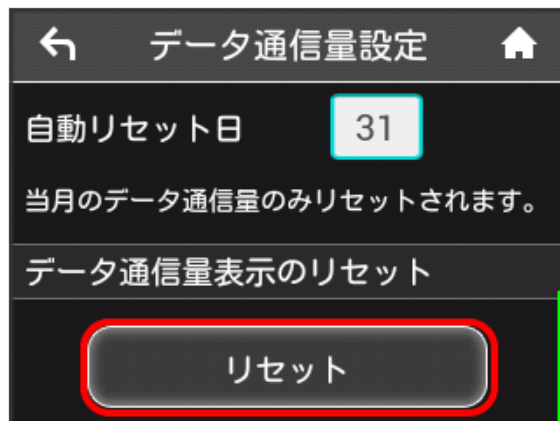 データ通信量設定
自動リセット日 31
当月のデータ通信量のみリセットされます。
データ通信量表示のリセット
リセット